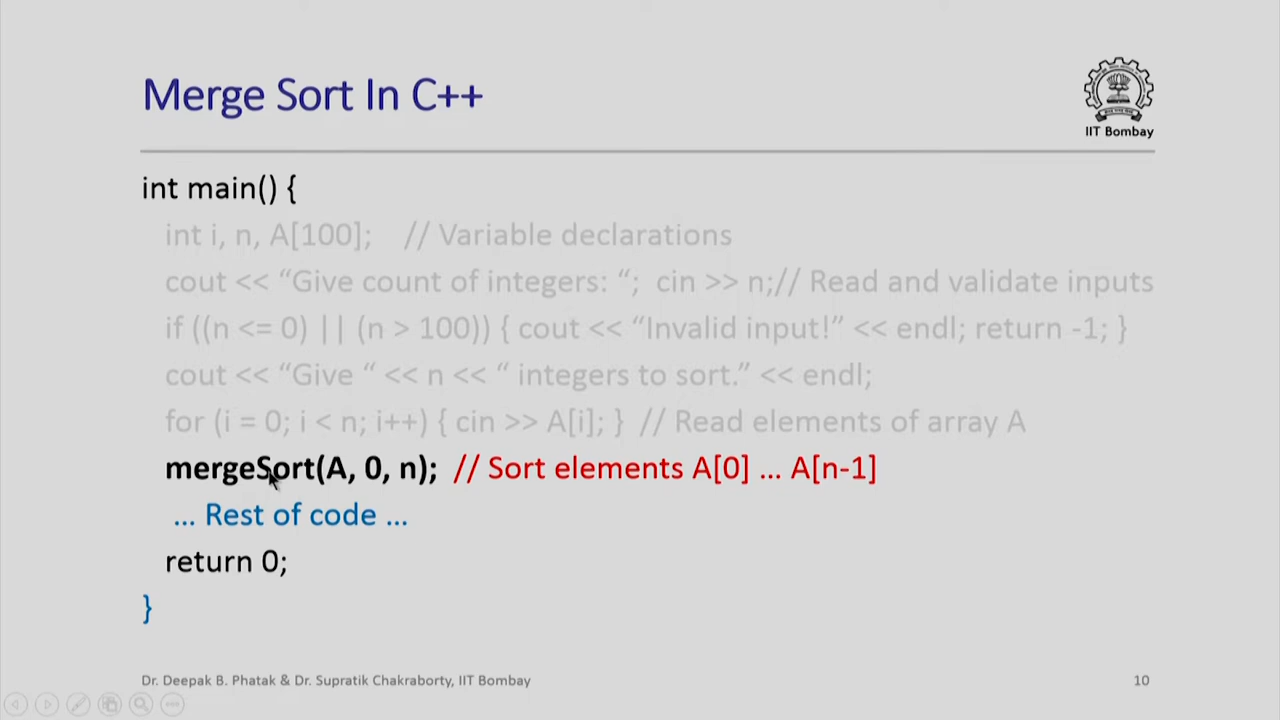 Merge Sort In C++
IIT Bombay
int main() {
int i, n, A[100]; // Variable declarations
cout << “Give count of integers: “; cin >> n;// Read and validate inputs
if ((n <= 0) || (n > 100)) { cout << “Invalid input!” << endl; return -1; }
cout << “Give “ << n << “ integers to sort.” << endl;
for (i = 0; i < n; i++) { cin >> A[i]; } // Read elements of array A
mergeSort(A, 0, n); // Sort elements A[0] … A[n-1]
… Rest of code …
return 0;
}
Dr. Deepak B. Phatak & Dr. Supratik Chakraborty, IIT Bombay
10